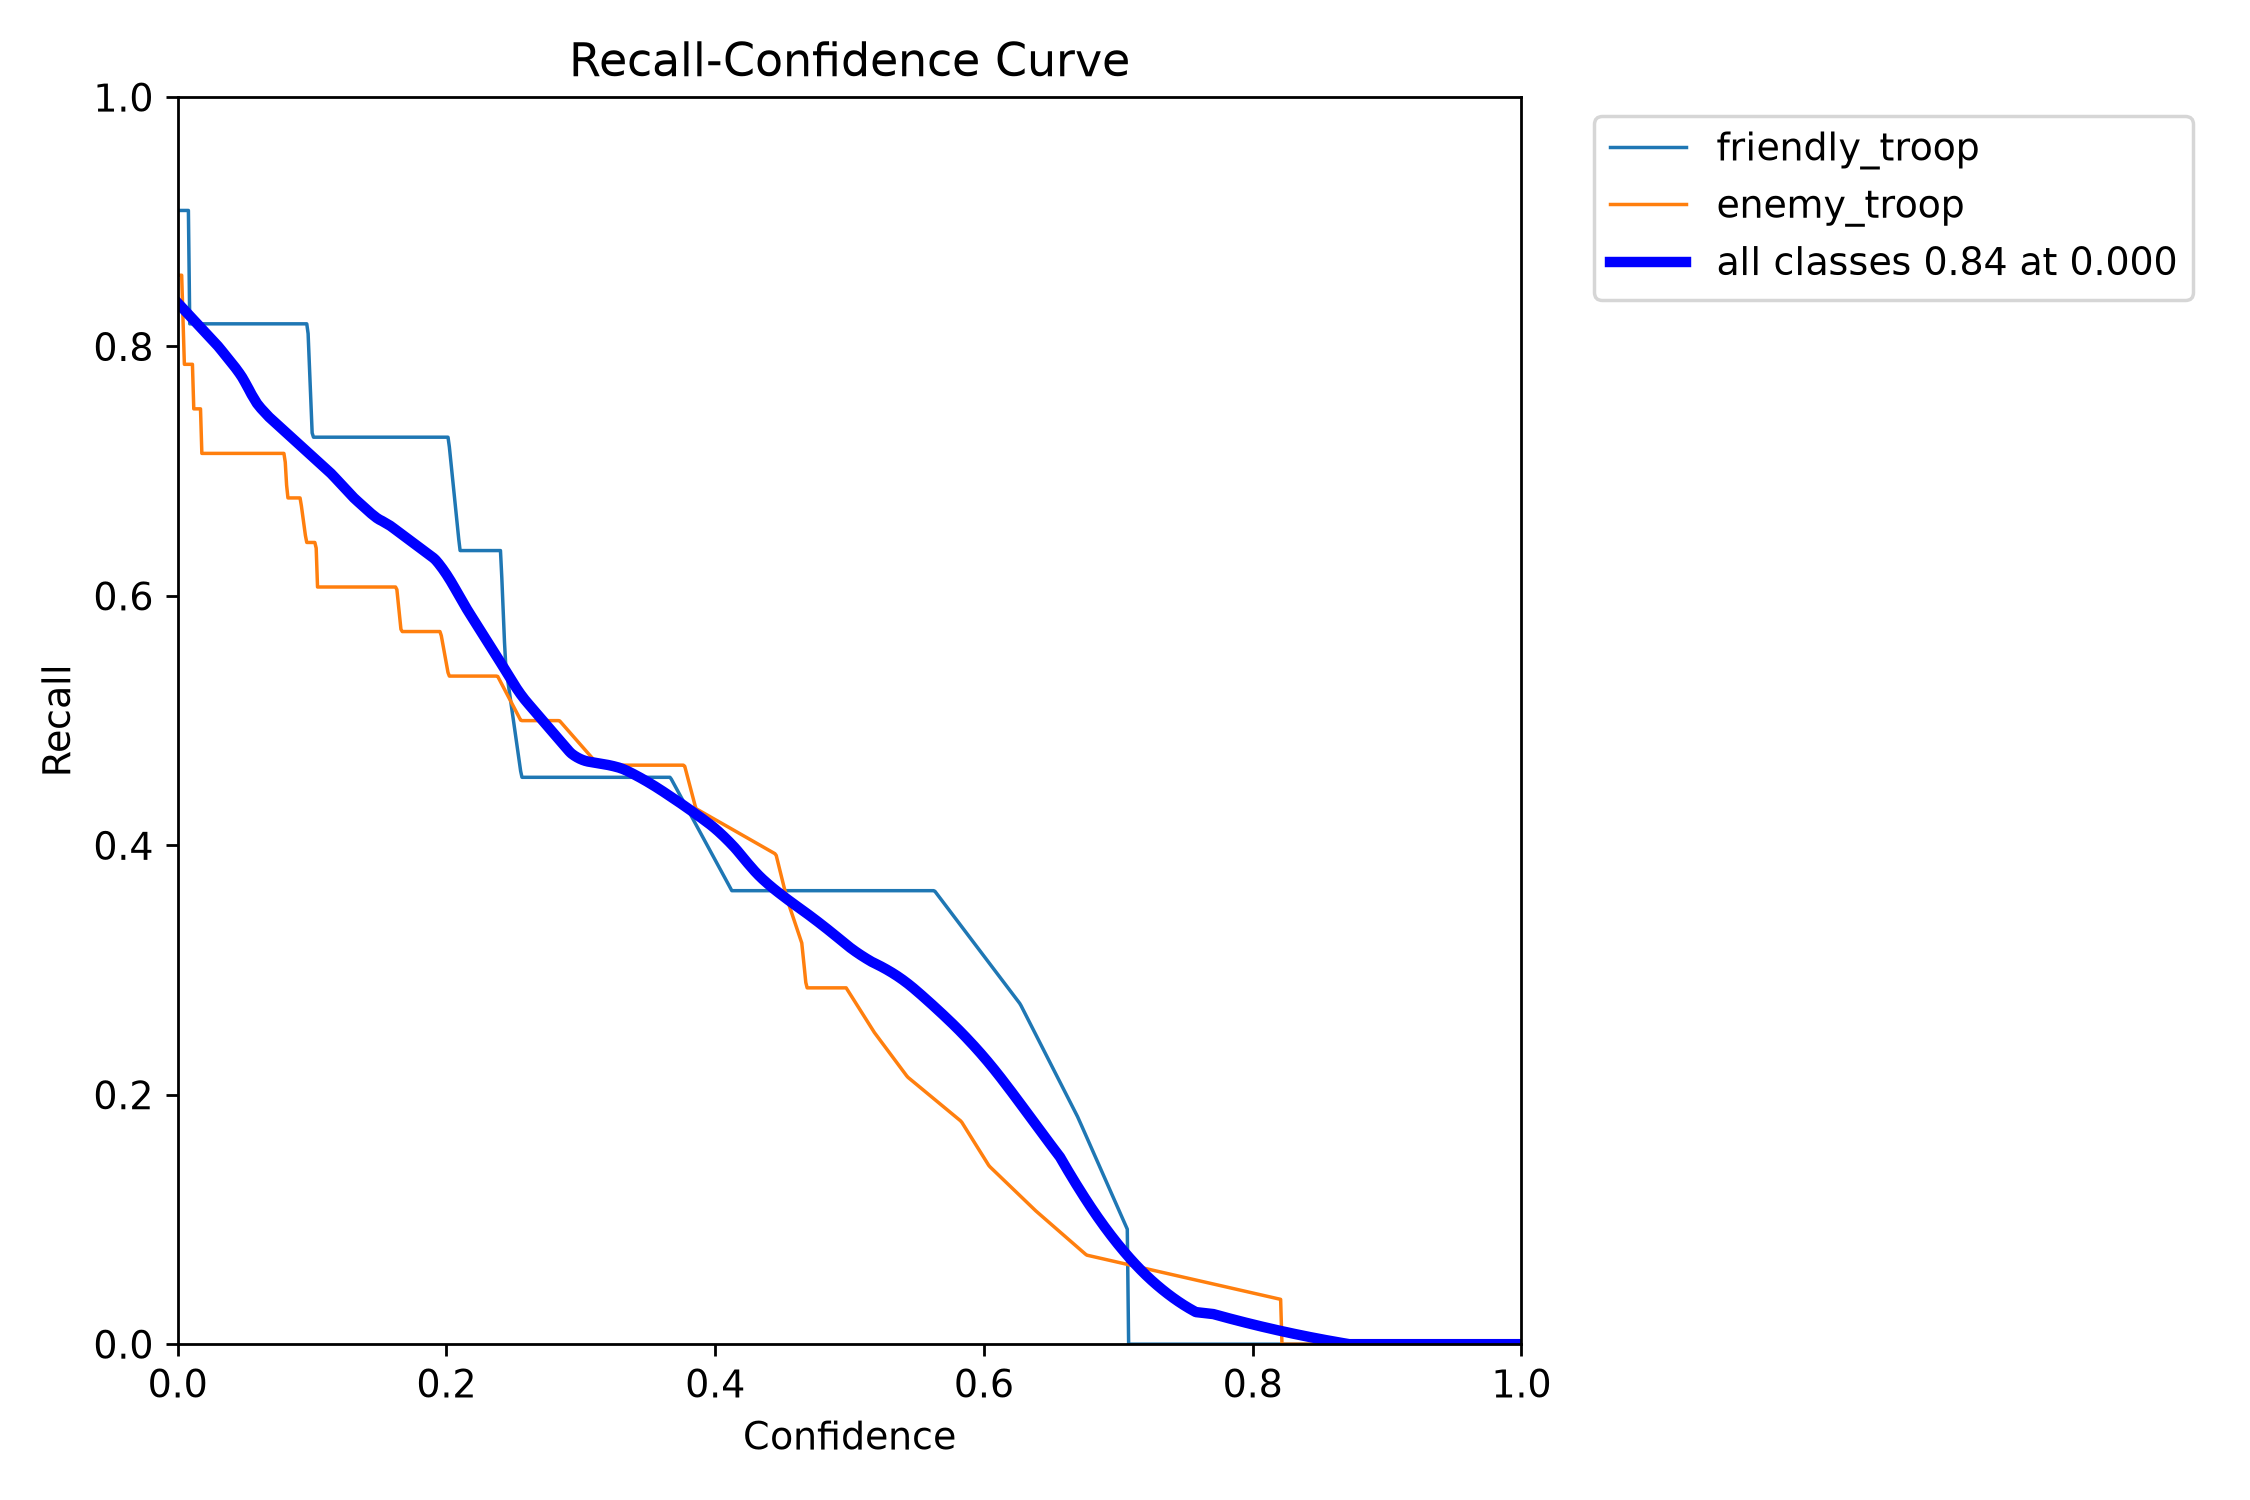 Recall-Confidence Curve
friendly_troop
enemy_troop
all classes 0.84 at 0.000
1.0
0.8
0.6
0.4
0.2
0.0
Recall
0.0 0.2 0.4 0.6 0.8 1.0
Confidence